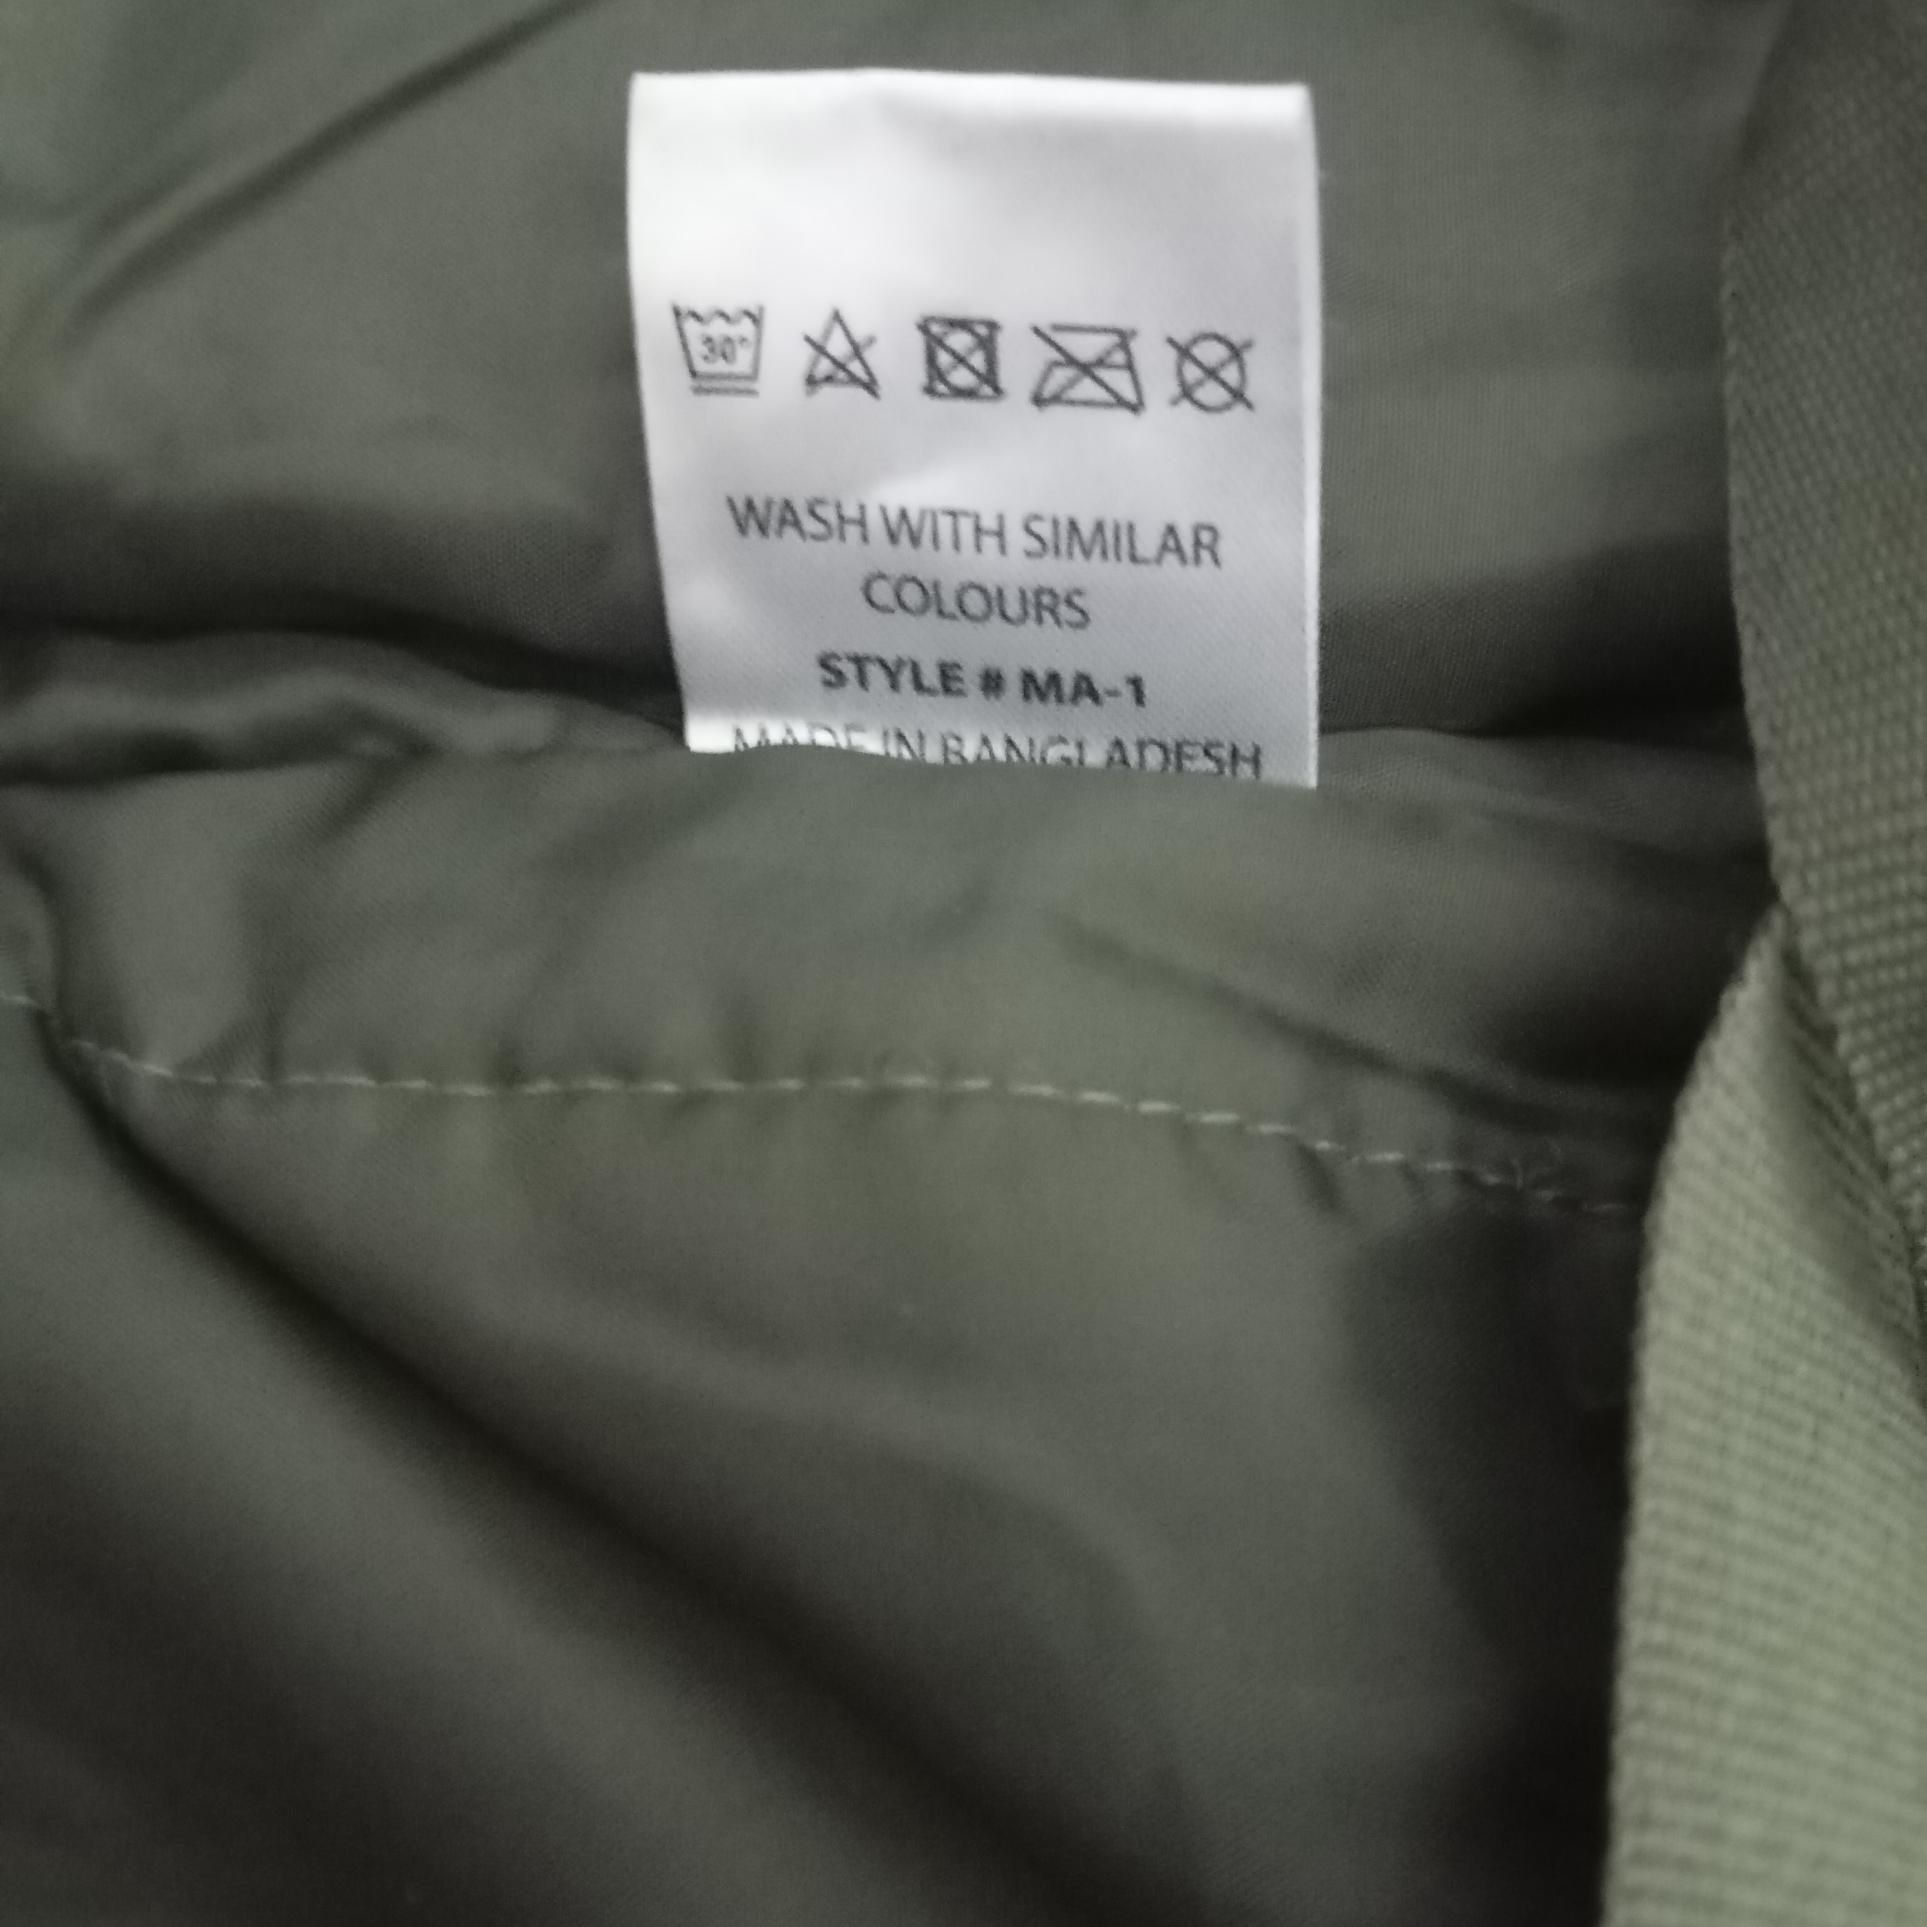 30°
WASH WITH SIMILAR
COLOURS
STYLE # MA-1
MADE IN BANGLADESH